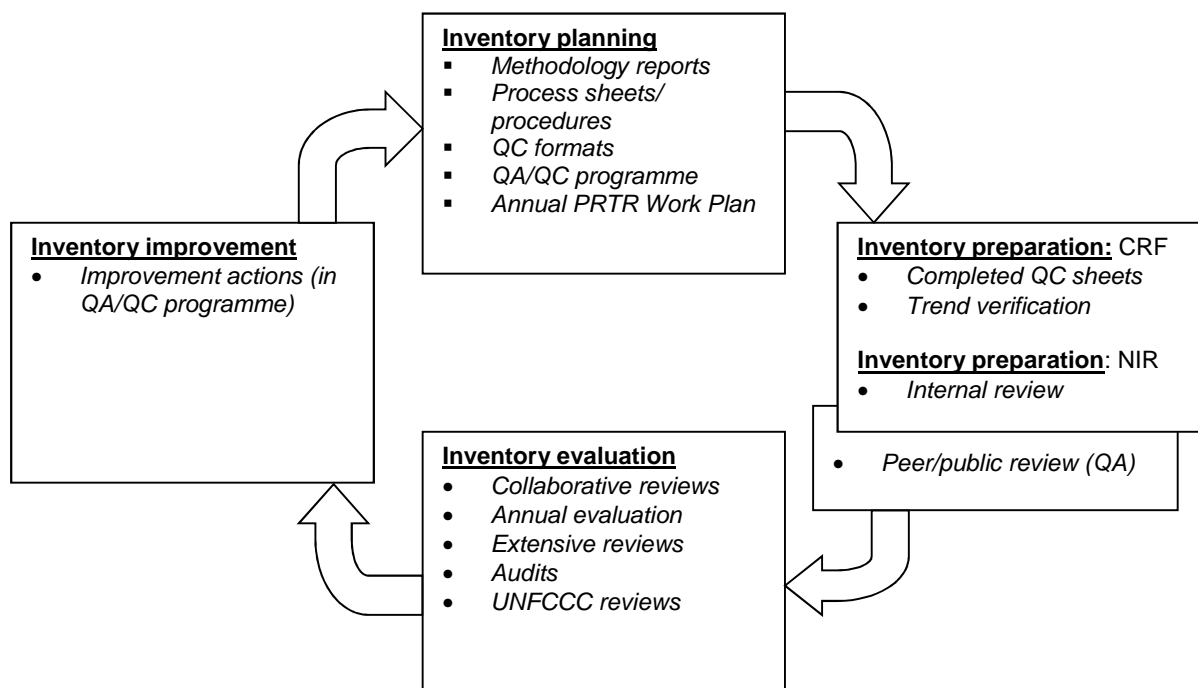 Inventory planning
▪ Methodology reports
▪ Process sheets/
procedures
▪ QC formats
▪ QA/QC programme
▪ Annual PRTR Work Plan
Inventory preparation: CRF
• Completed QC sheets
• Trend verification
Inventory preparation: NIR
• Internal review
• Peer/public review (QA)
Inventory evaluation
• Collaborative reviews
• Annual evaluation
• Extensive reviews
• Audits
• UNFCCC reviews
Inventory improvement
• Improvement actions (in
QA/QC programme)